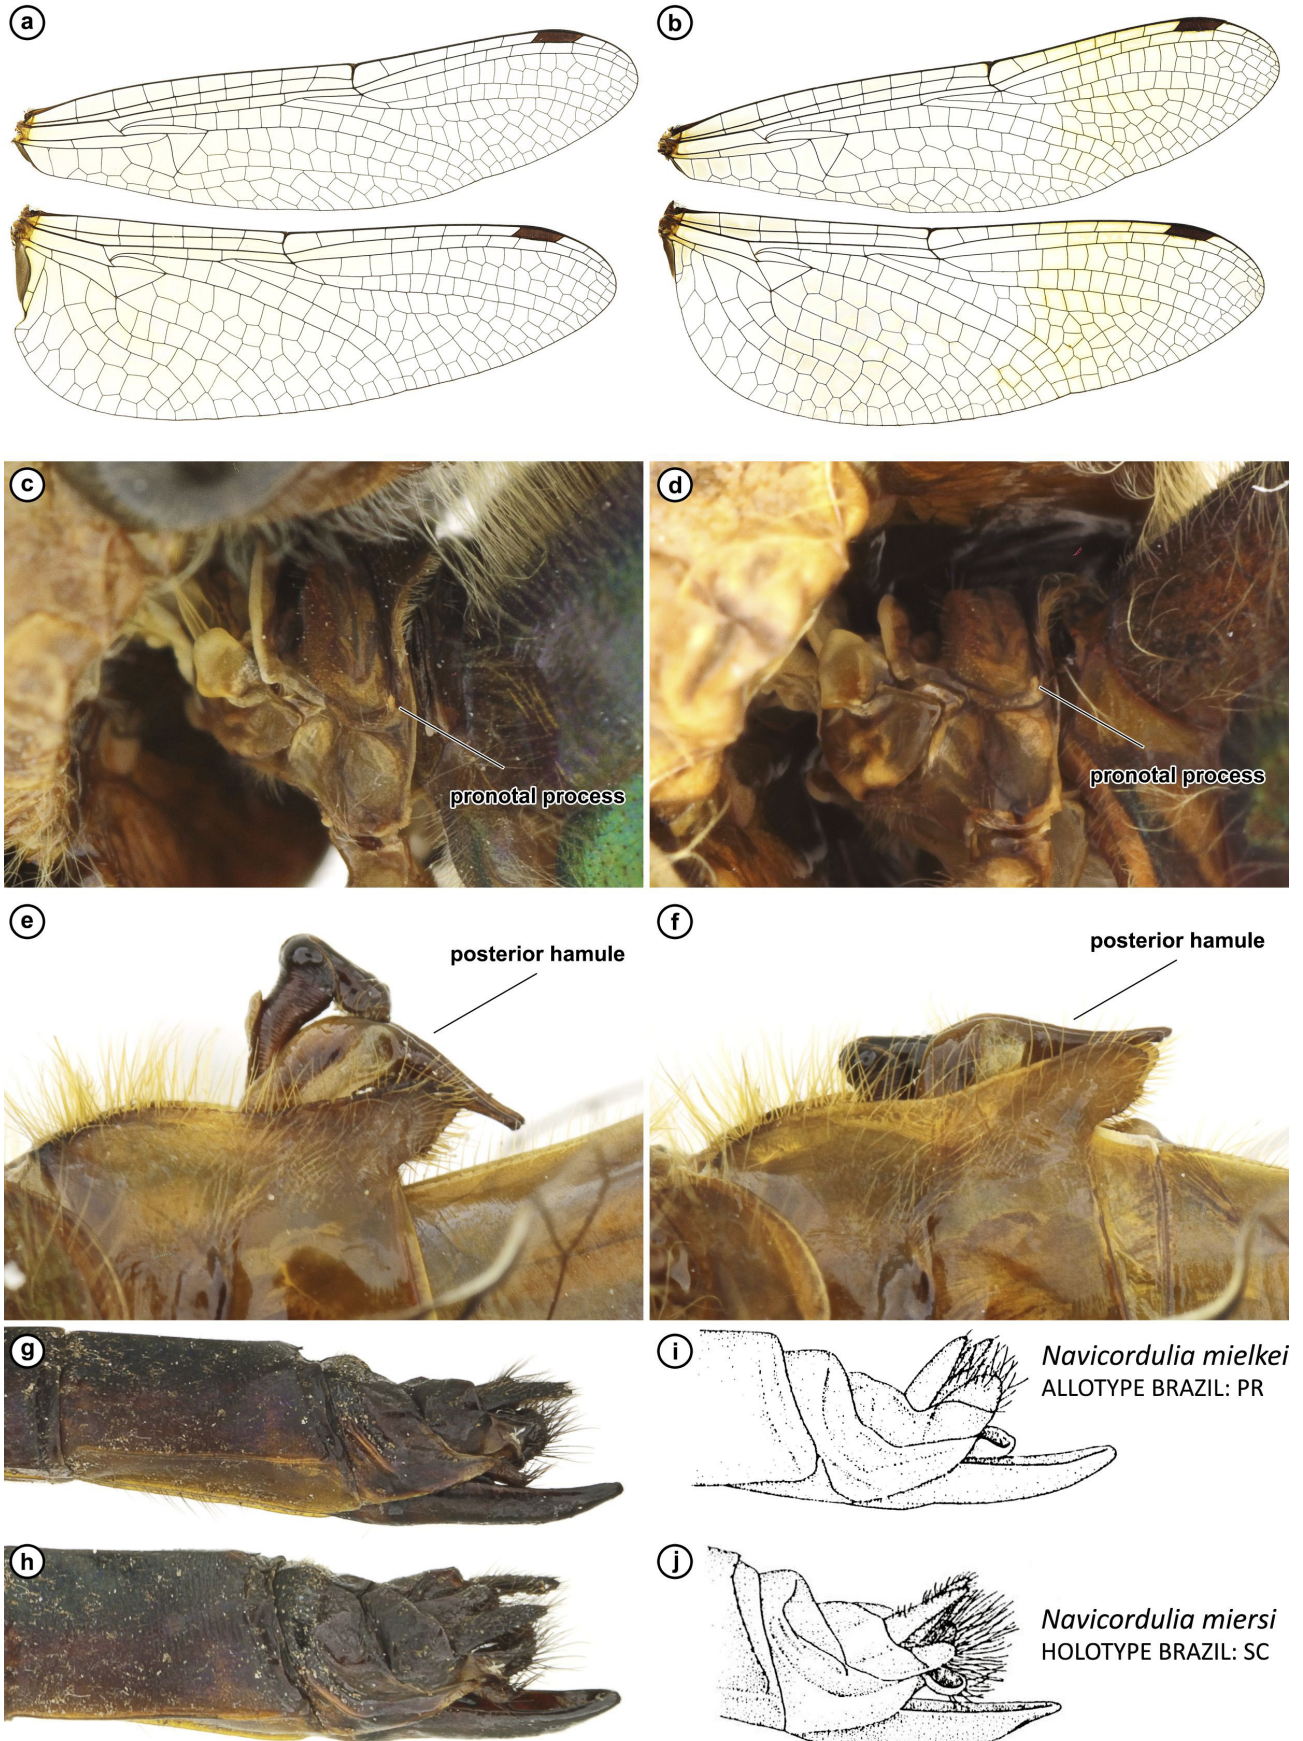 a
b
c
d
pronotal process
pronotal process
e
f
posterior hamule
posterior hamule
g
i
Navicordulia mielkei
ALLOTYPE BRAZIL: PR
h
j
Navicordulia miersi
HOLOTYPE BRAZIL: SC